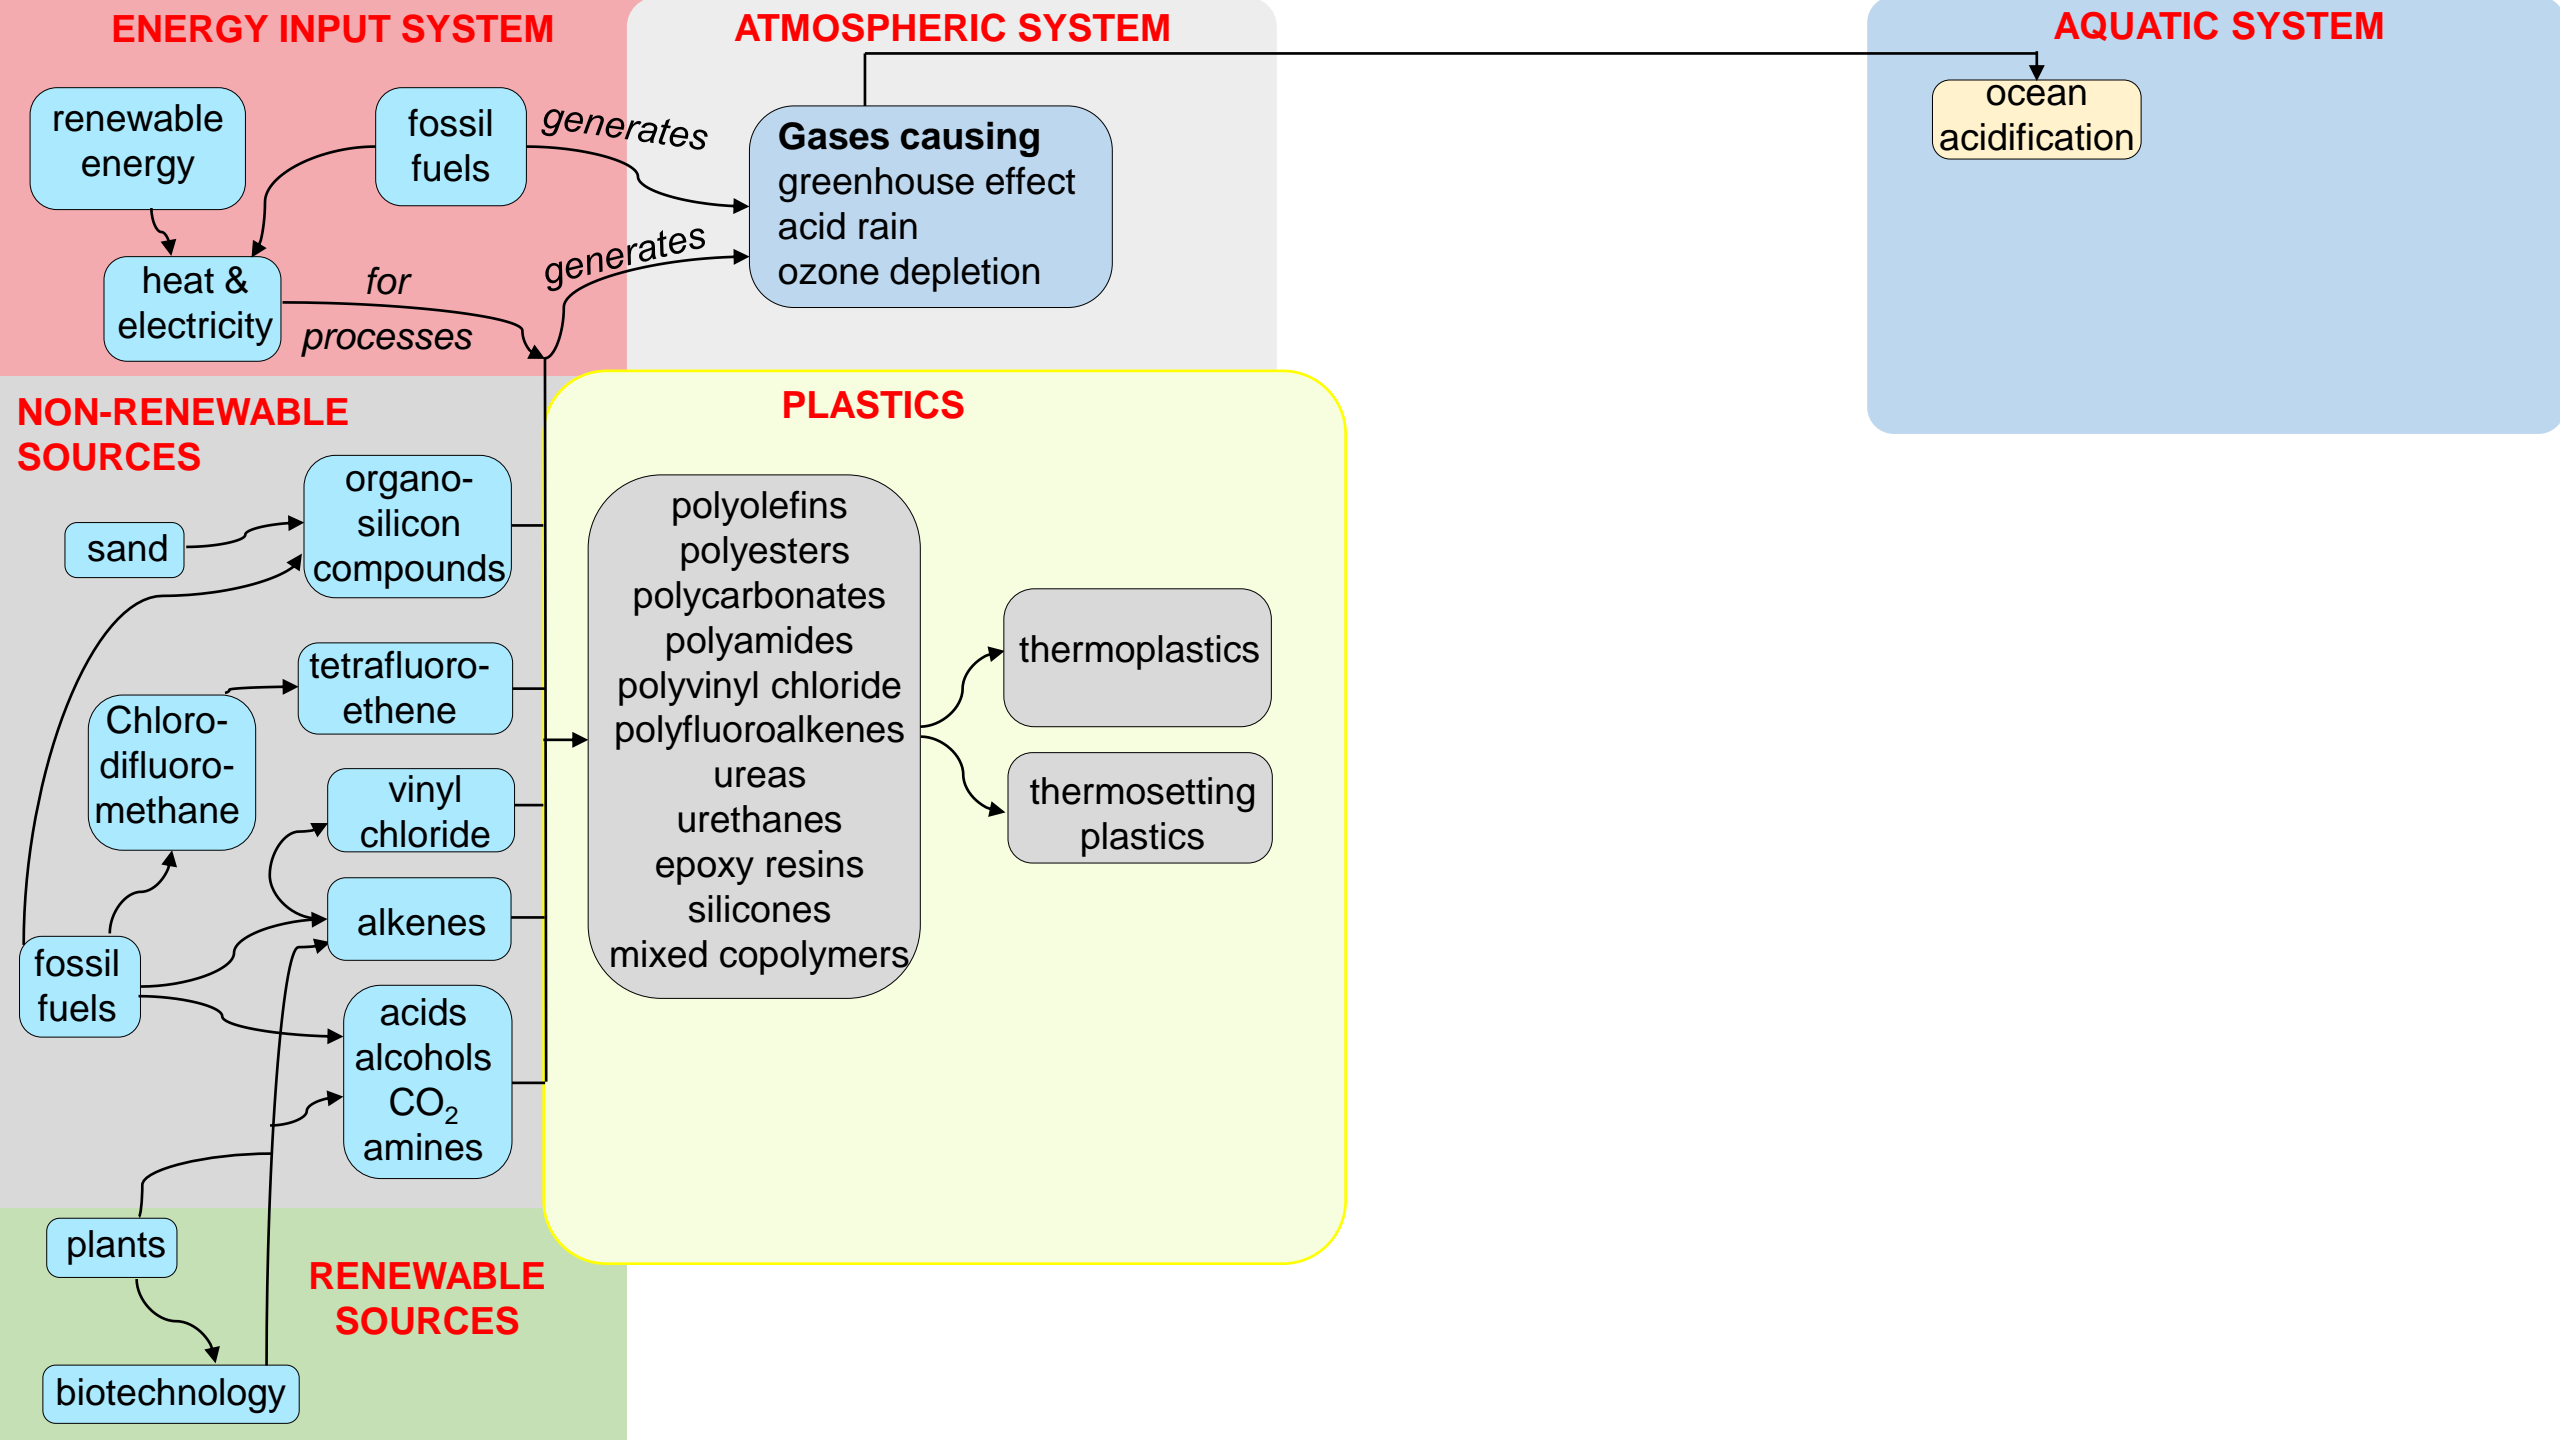 ENERGY INPUT SYSTEM
ATMOSPHERIC SYSTEM
AQUATIC SYSTEM
renewable
energy
fossil
fuels
generates
Gases causing
greenhouse effect
acid rain
ozone depletion
ocean
acidification
heat &
electricity
for
processes
generates
NON-RENEWABLE
SOURCES
organo-
silicon
compounds
sand
tetrafluoro-
ethene
Chloro-
difluoro-
methane
vinyl
chloride
alkenes
fossil
fuels
acids
alcohols
CO₂
amines
plants
RENEWABLE
SOURCES
biotechnology
PLASTICS
polyolefins
polyesters
polycarbonates
polyamides
polyvinyl chloride
polyfluoroalkenes
ureas
urethanes
epoxy resins
silicones
mixed copolymers
thermoplastics
thermosetting
plastics